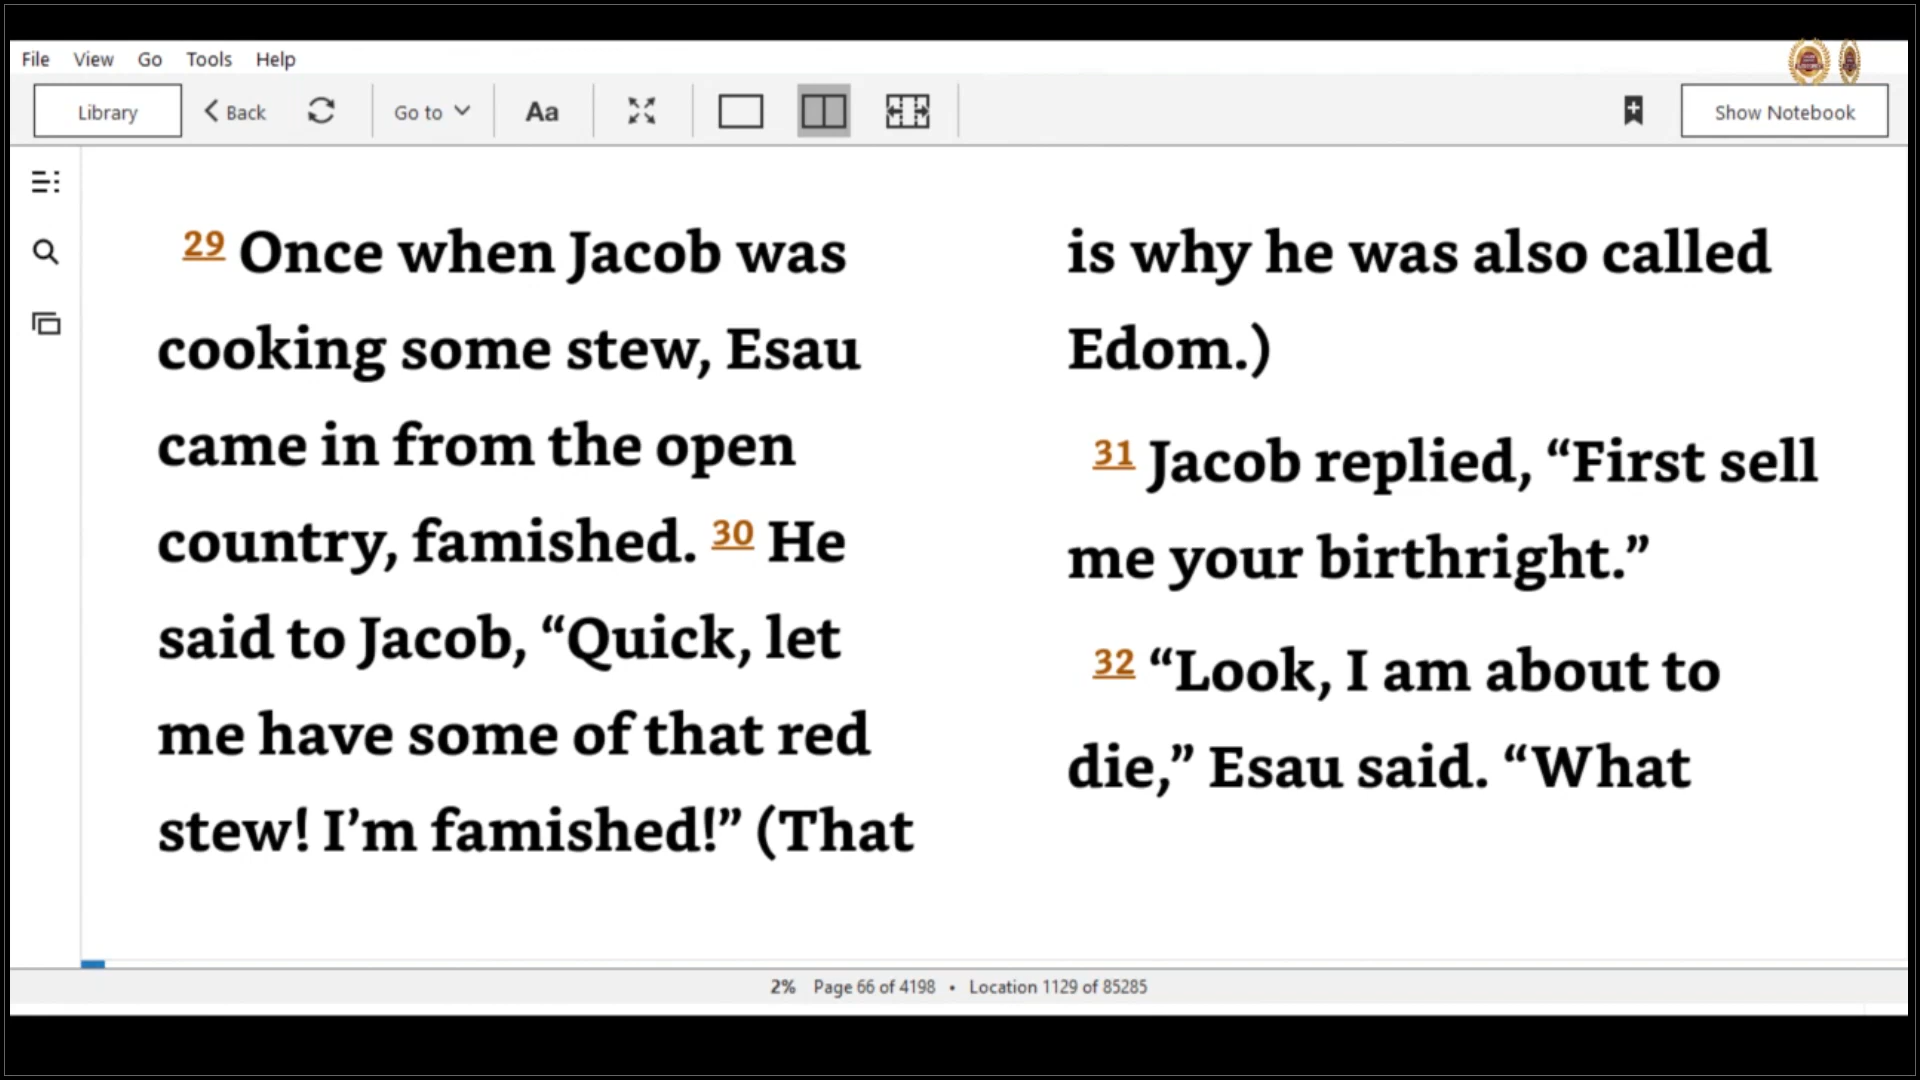 File View Go Tools Help
Library Back Go to Aa Show Notebook
29 Once when Jacob was
cooking some stew, Esau
came in from the open
country, famished. 30 He
said to Jacob, “Quick, let
me have some of that red
stew! I’m famished!” (That
is why he was also called
Edom.)
31 Jacob replied, “First sell
me your birthright.”
32 “Look, I am about to
die,” Esau said. “What
2% Page 66 of 4198 • Location 1129 of 85285